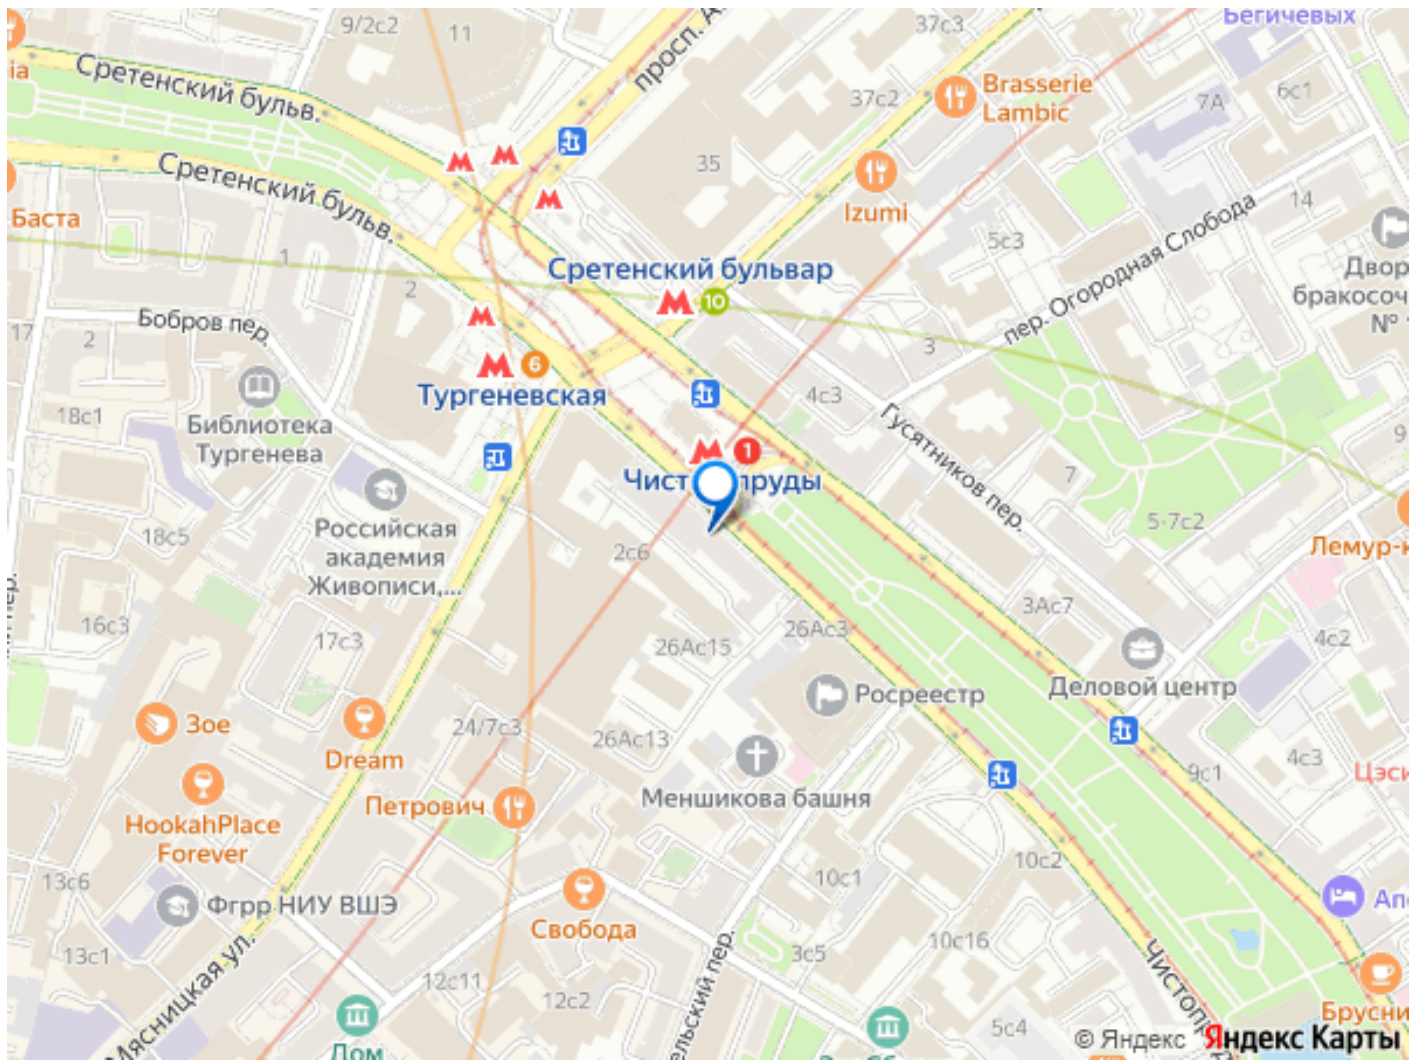 9/2с2
11
37с3
Бегичевых
Сретенский бульв.
просп. А
Brasserie
Lambic
37с2
7А
6с1
35
Сретенский бульв.
Баста
Izumi
14
5с3
Двор
бракосоч
№
пер. Огородная Слобода
Сретенский бульвар
10
1
2
Бобров пер.
17
2
6
Тургеневская
3
4с3
18с1
Библиотека
Тургенева
Гусятников пер.
9
1
Чист пруды
7
Российская
академия
Живописи,...
18с5
2с6
5-7с2
Лемур-к
16с3
17с3
26Ас15
26Ас3
3Ас7
4с2
Деловой центр
Росреестр
Зое
Dream
24/7с3
26Ас13
4с3
9с1
Цэси
Петрович
Меншикова башня
HookahPlace
Forever
13с6
10с2
10с1
Фгрр НИУ ВШЭ
Свобода
Апо
13с1
Мясницкая ул.
12с11
12с2
3с5
10с16
ельский пер.
Чистопр
Брусни
5с4
Дом
© Яндекс Яндекс Карты